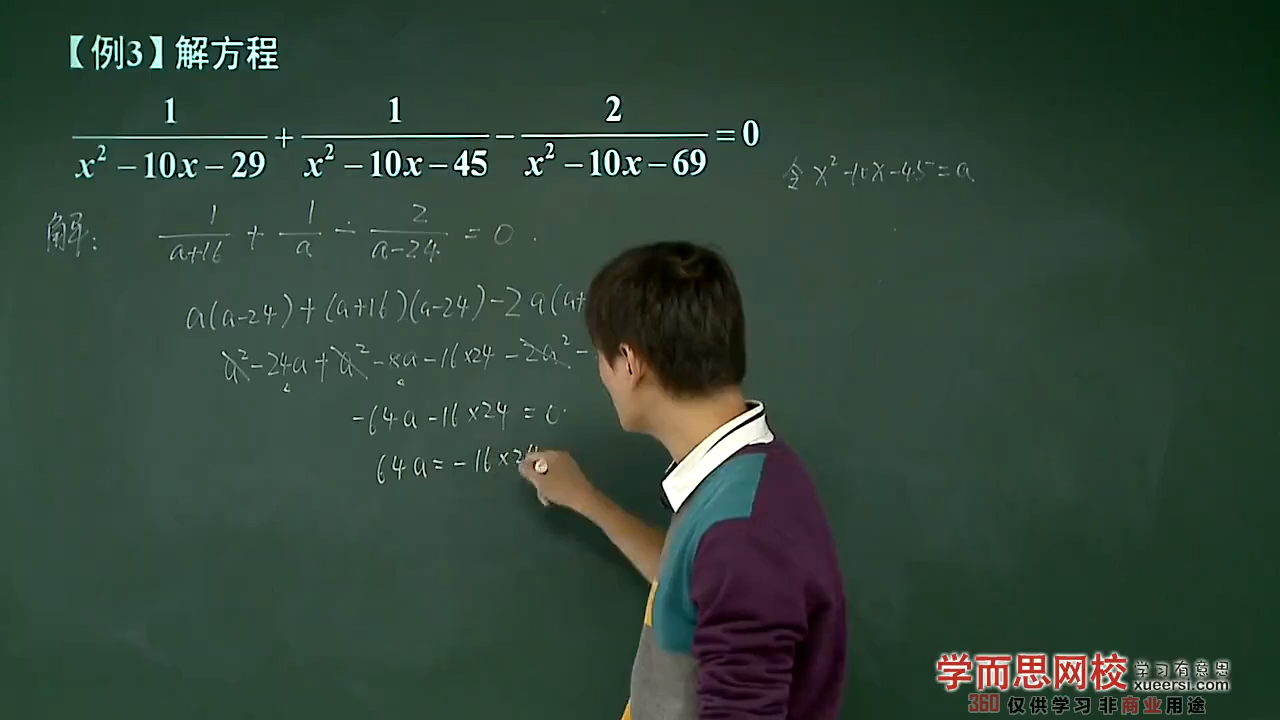 【例3】解方程
1/(x² − 10x − 29) + 1/(x² − 10x − 45) − 2/(x² − 10x − 69) = 0
令 x² − 10x − 45 = a
解: 1/(a+16) + 1/a − 2/(a−24) = 0.
a(a−24) + (a+16)(a−24) − 2a(a+
a² − 24a + a² − 8a − 16×24 − 2a² −
−64a − 16×24 = 0
64a = −16×24
学而思网校 学习有意思
xueersi.com
360 仅供学习 非商业用途